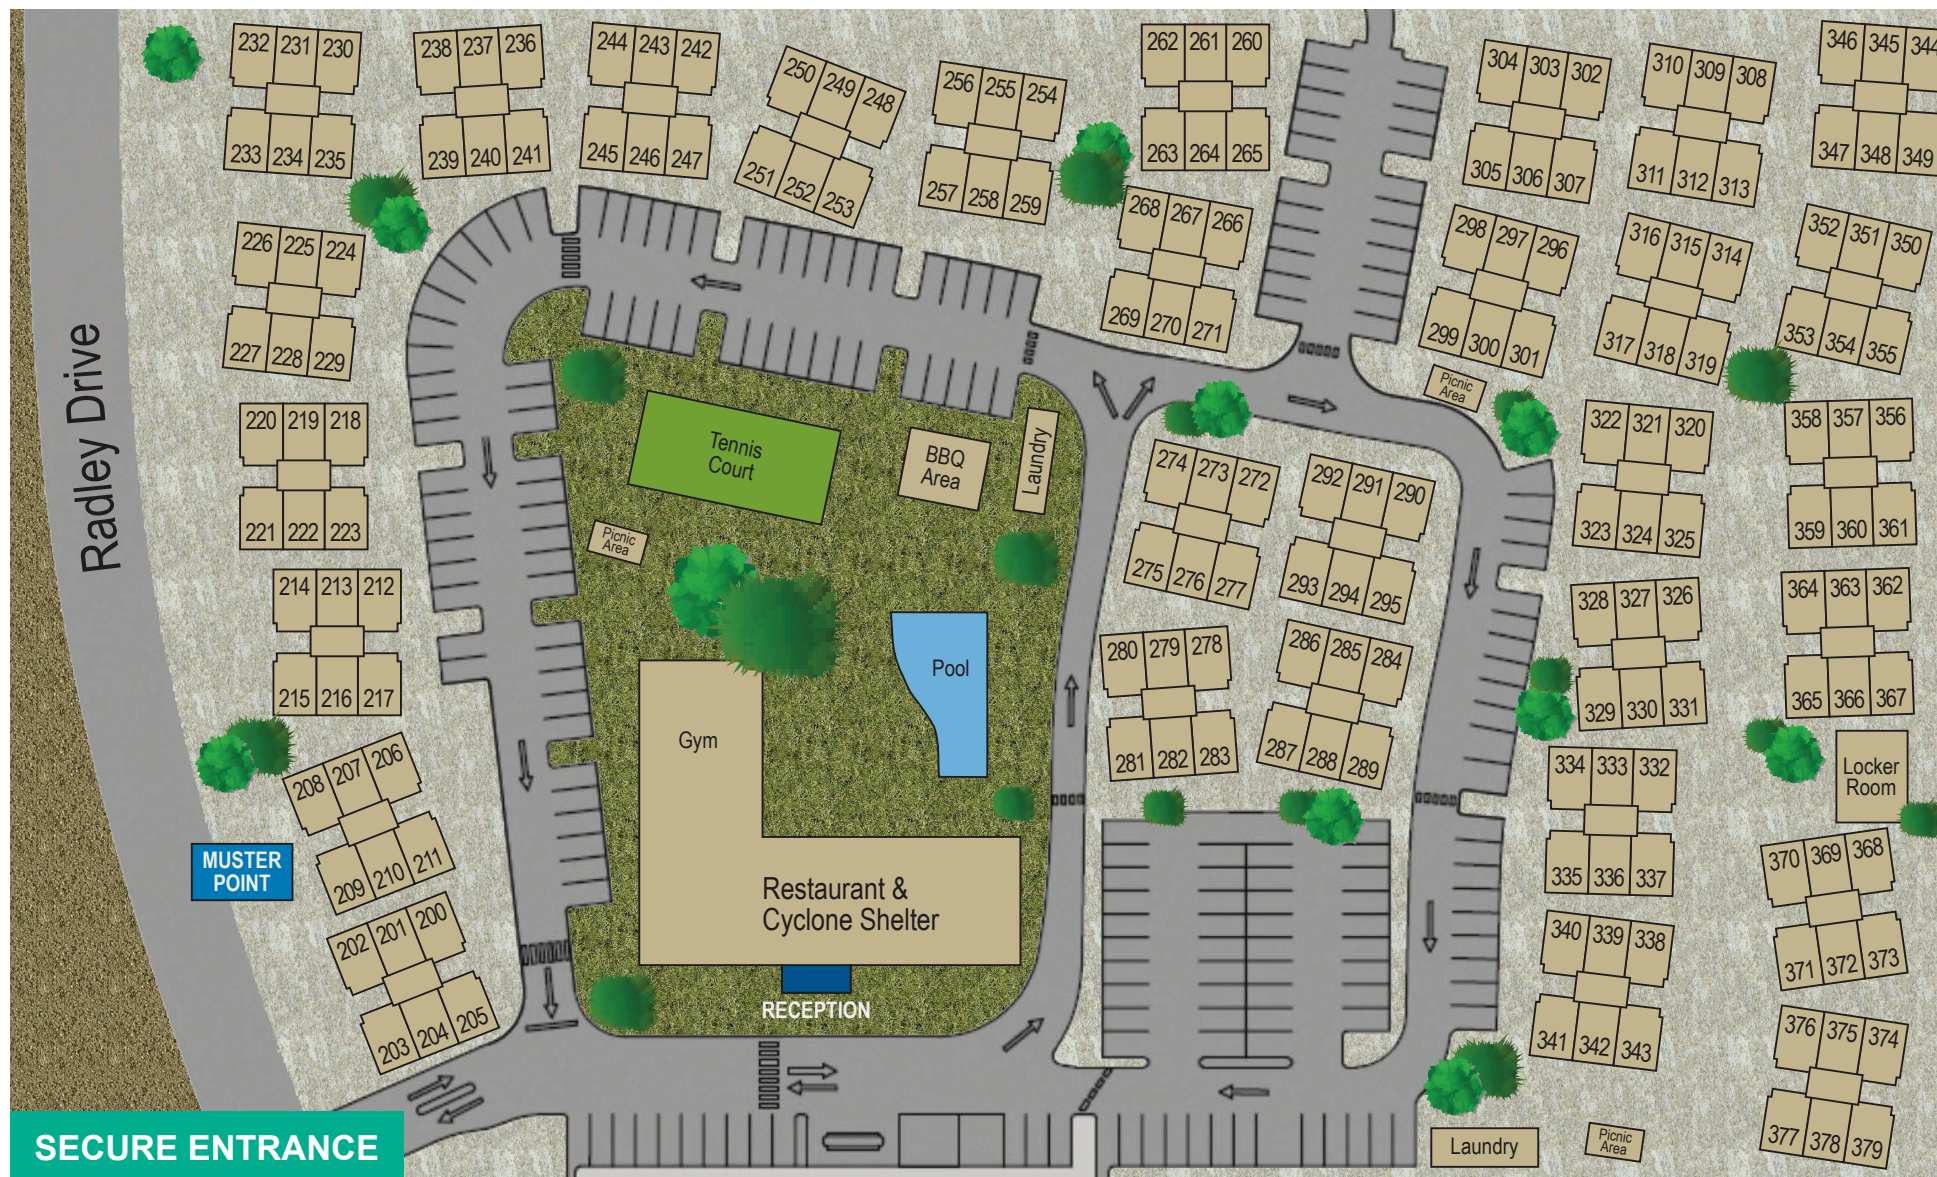 232 231 230
233 234 235
238 237 236
239 240 241
244 243 242
245 246 247
250 249 248
251 252 253
256 255 254
257 258 259
262 261 260
263 264 265
268 267 266
269 270 271
304 303 302
305 306 307
310 309 308
311 312 313
346 345 344
347 348 349
298 297 296
299 300 301
316 315 314
317 318 319
352 351 350
353 354 355
226 225 224
227 228 229
220 219 218
221 222 223
214 213 212
215 216 217
208 207 206
209 210 211
202 201 200
203 204 205
Radley Drive
MUSTER
POINT
SECURE ENTRANCE
Tennis
Court
BBQ
Area
Laundry
Picnic
Area
Pool
Gym
Restaurant &
Cyclone Shelter
RECEPTION
274 273 272
275 276 277
292 291 290
293 294 295
280 279 278
281 282 283
286 285 284
287 288 289
Picnic
Area
322 321 320
323 324 325
328 327 326
329 330 331
334 333 332
335 336 337
340 339 338
341 342 343
358 357 356
359 360 361
364 363 362
365 366 367
Locker
Room
370 369 368
371 372 373
376 375 374
377 378 379
Laundry
Picnic
Area